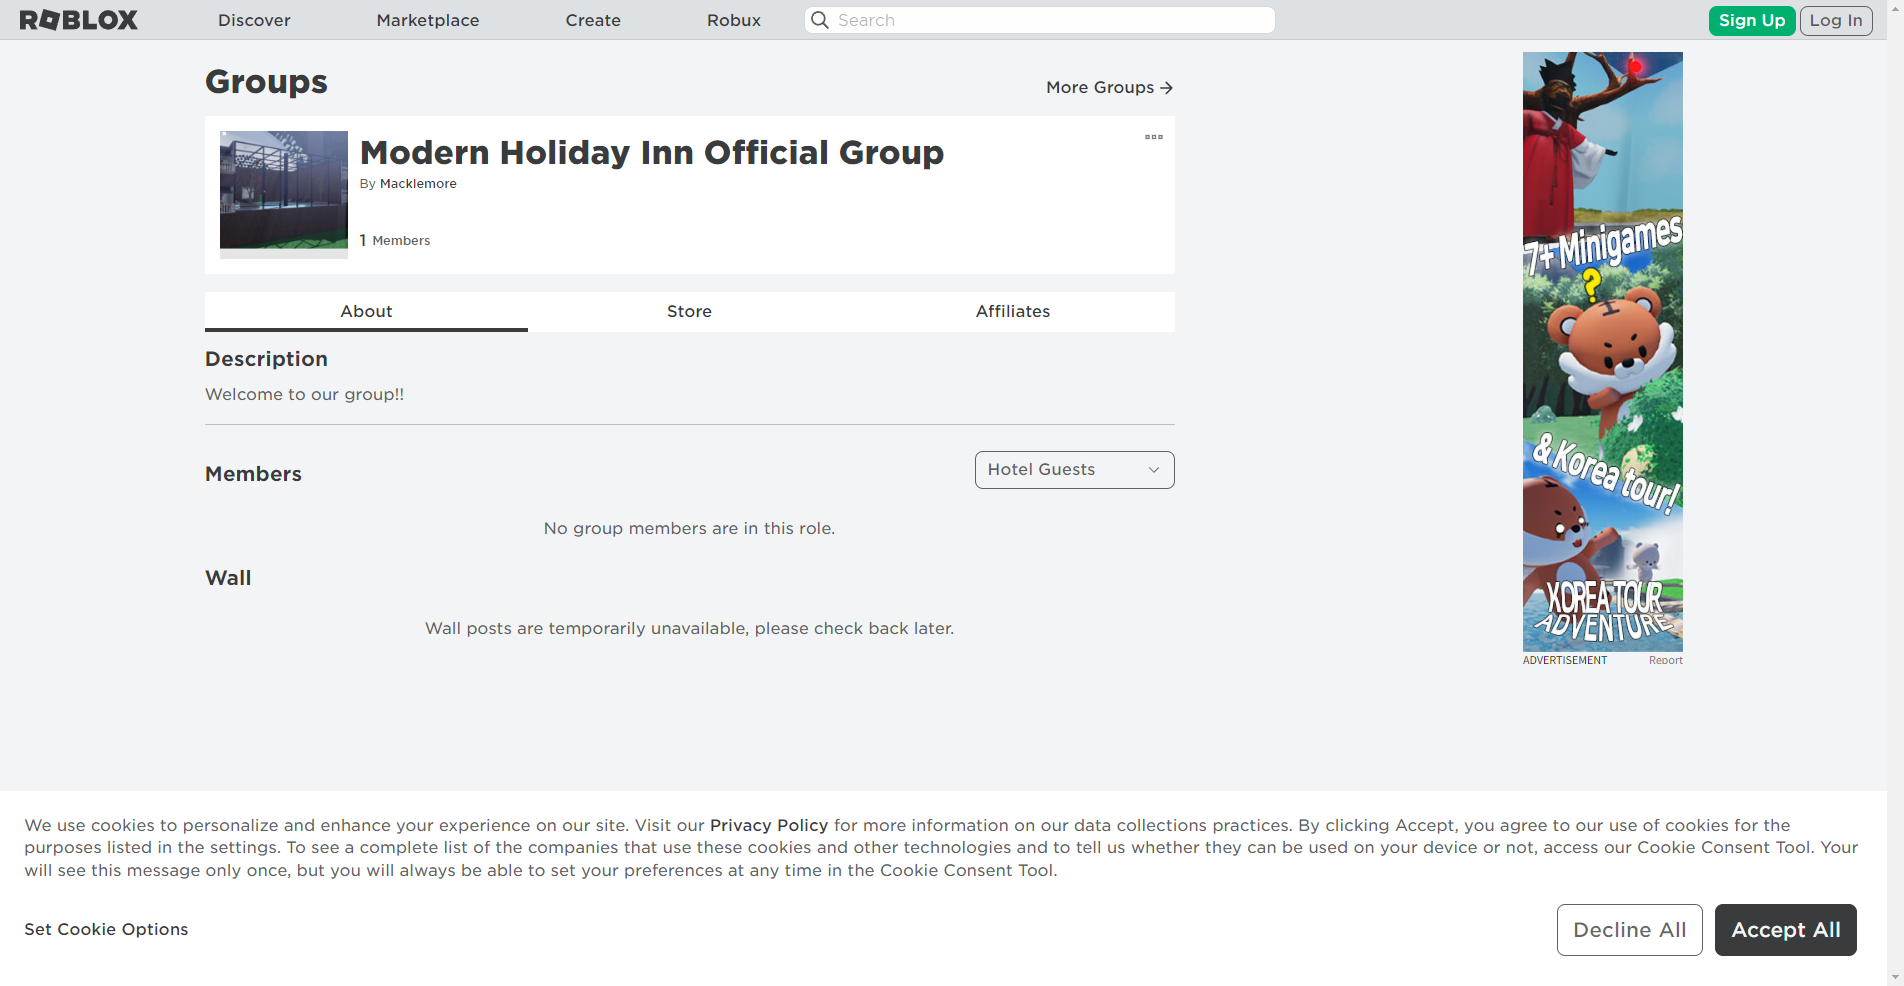 ROBLOX
Discover
Marketplace
Create
Robux
Search
Sign Up
Log In
Groups
More Groups
Modern Holiday Inn Official Group
By Macklemore
1 Members
About
Store
Affiliates
Description
Welcome to our group!!
Members
Hotel Guests
No group members are in this role.
Wall
Wall posts are temporarily unavailable, please check back later.
7+ Minigames
?
& Korea tour!
KOREA TOUR
ADVENTURE
ADVERTISEMENT
Report
We use cookies to personalize and enhance your experience on our site. Visit our Privacy Policy for more information on our data collections practices. By clicking Accept, you agree to our use of cookies for the
purposes listed in the settings. To see a complete list of the companies that use these cookies and other technologies and to tell us whether they can be used on your device or not, access our Cookie Consent Tool. Your
will see this message only once, but you will always be able to set your preferences at any time in the Cookie Consent Tool.
Set Cookie Options
Decline All
Accept All